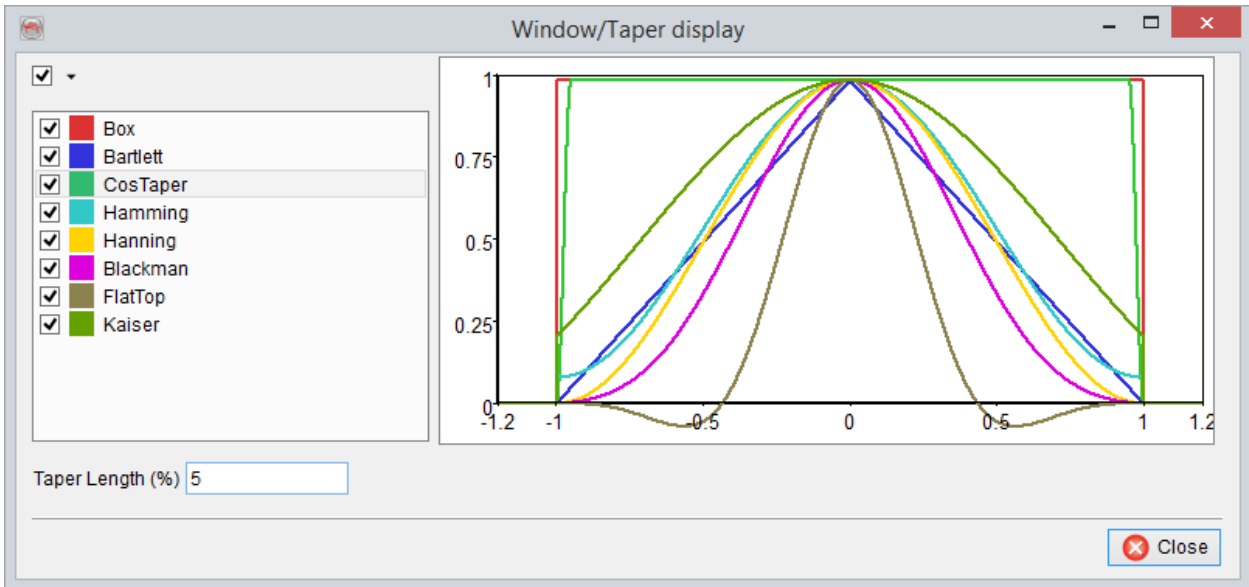 Window/Taper display
Box
Bartlett
CosTaper
Hamming
Hanning
Blackman
FlatTop
Kaiser
1
0.75
0.5
0.25
0
-1.2 -1 -0.5 0 0.5 1 1.2
Taper Length (%) 5
Close